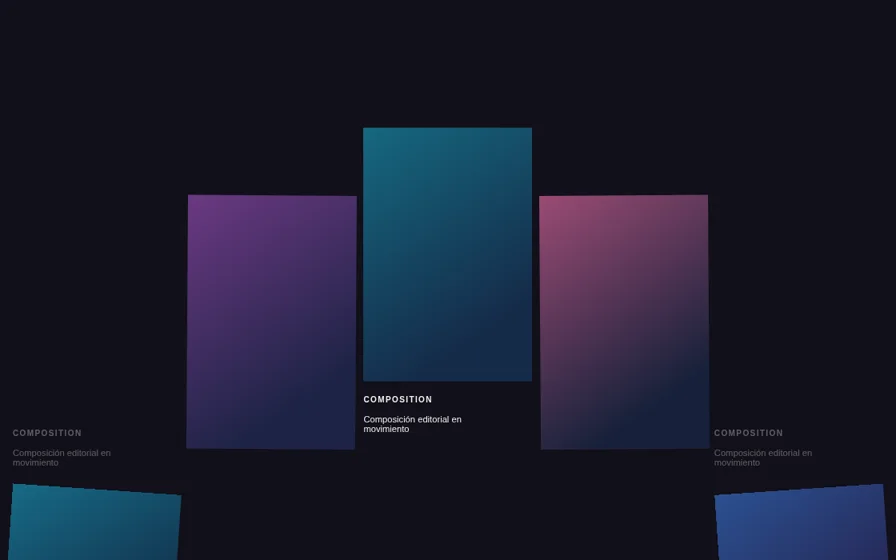 COMPOSITION
Composición editorial en
movimiento
COMPOSITION
Composición editorial en
movimiento
COMPOSITION
Composición editorial en
movimiento